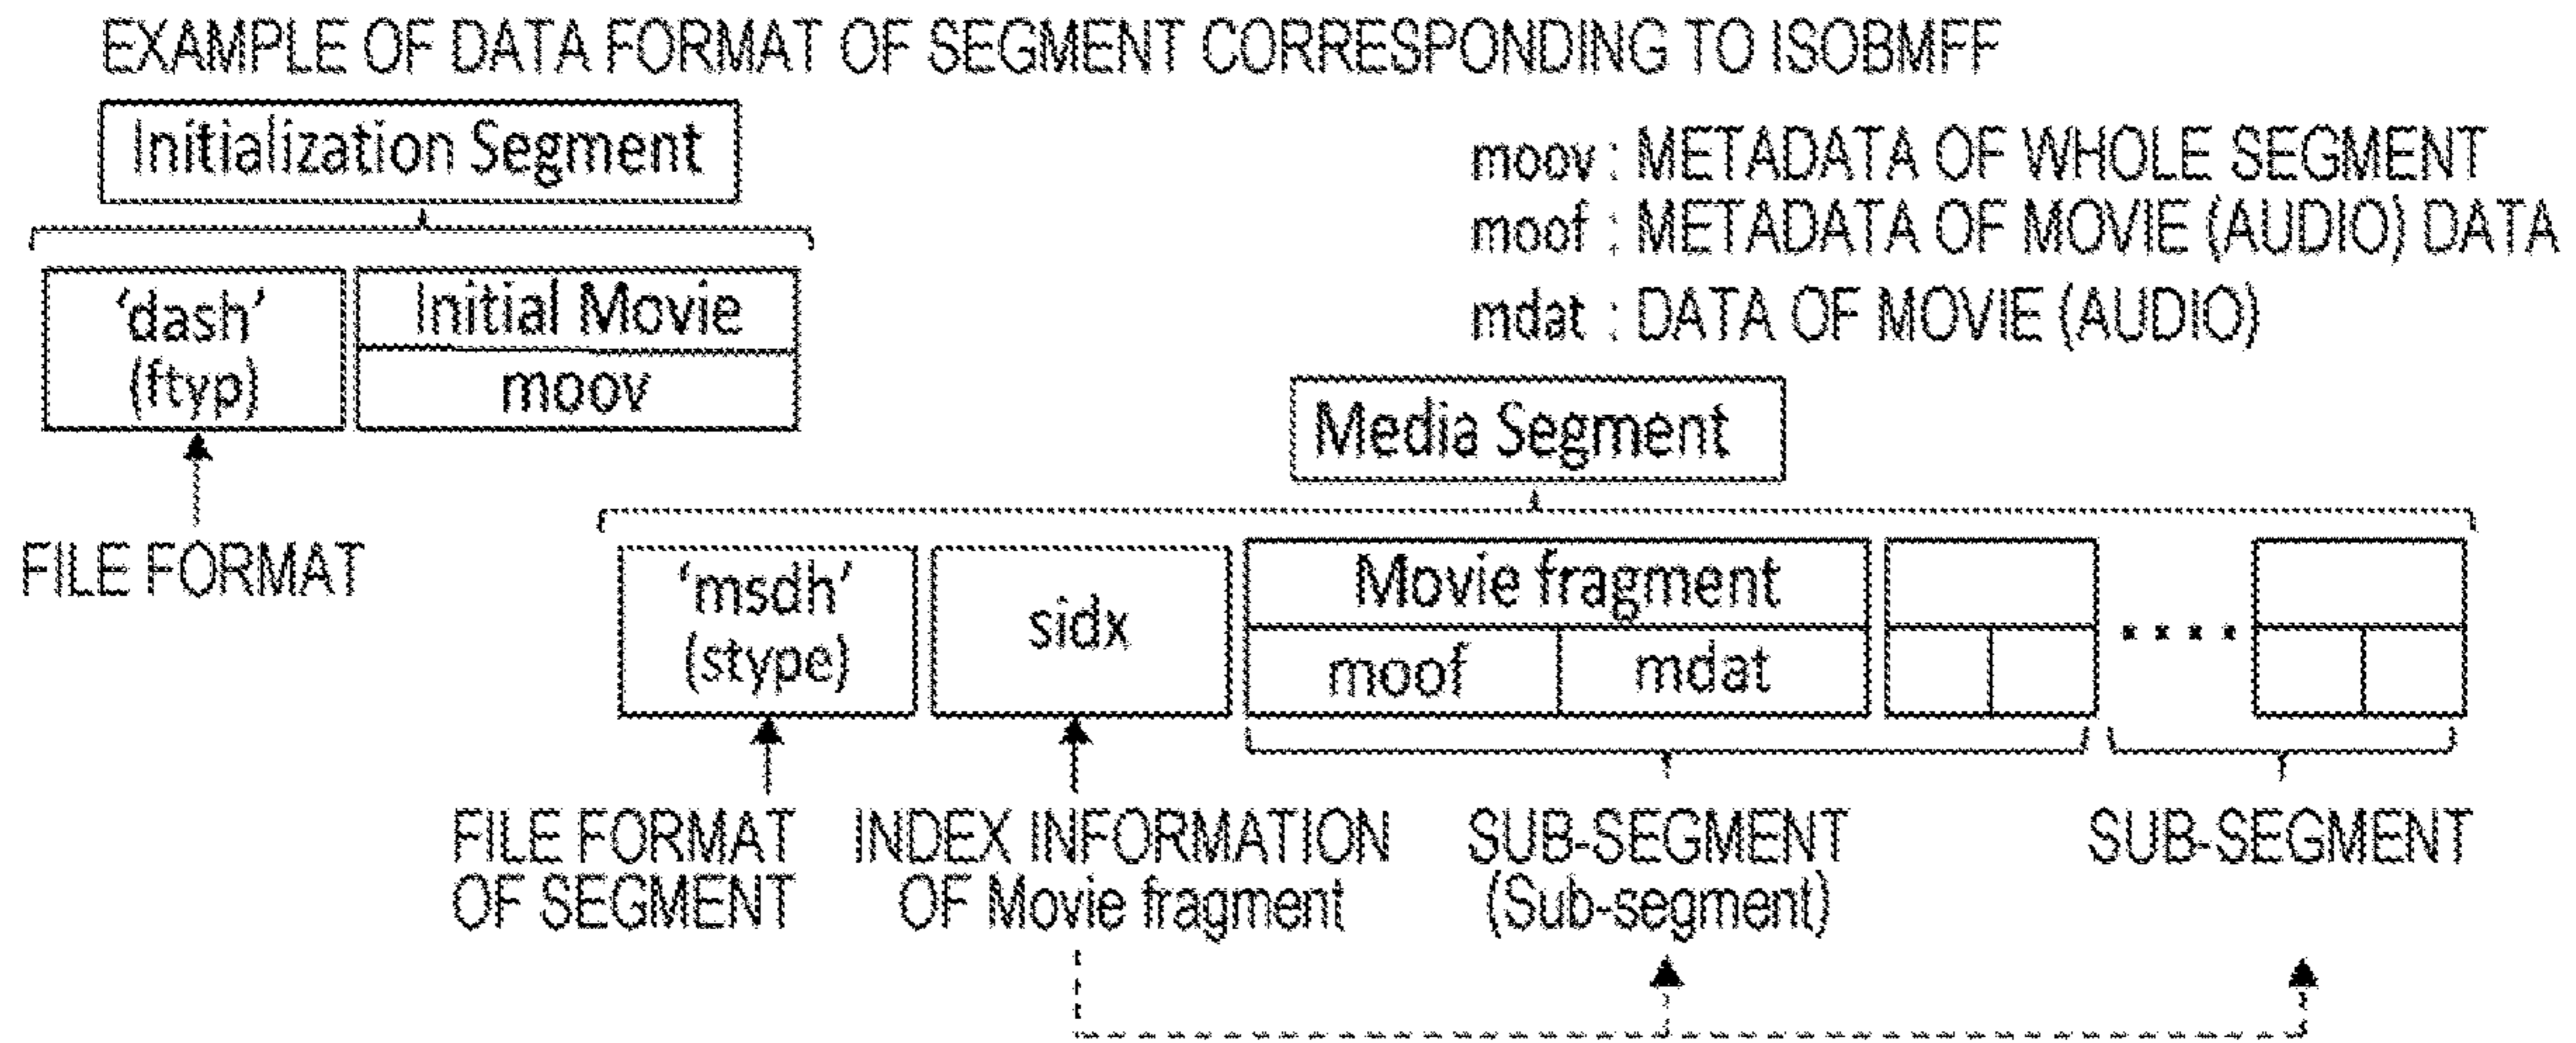 EXAMPLE OF DATA FORMAT OF SEGMENT CORRESPONDING TO ISOBMFF
Initialization Segment
moov : METADATA OF WHOLE SEGMENT
moof : METADATA OF MOVIE (AUDIO) DATA
mdat : DATA OF MOVIE (AUDIO)
'dash'
(ftyp)
Initial Movie
moov
FILE FORMAT
Media Segment
'msdh'
(stype)
sidx
Movie fragment
moof
mdat
....
FILE FORMAT
OF SEGMENT
INDEX INFORMATION
OF Movie fragment
SUB-SEGMENT
(Sub-segment)
SUB-SEGMENT